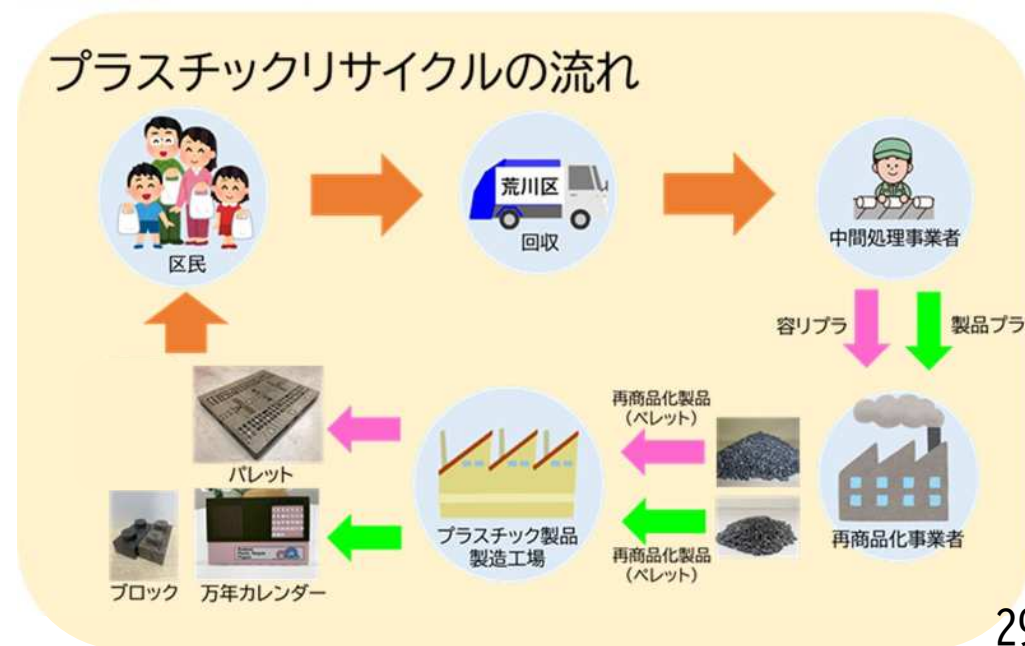 プラスチックリサイクルの流れ
区民
荒川区
回収
中間処理事業者
容リプラ
製品プラ
再商品化事業者
再商品化製品
(ペレット)
再商品化製品
(ペレット)
プラスチック製品
製造工場
パレット
ブロック
万年カレンダー
29